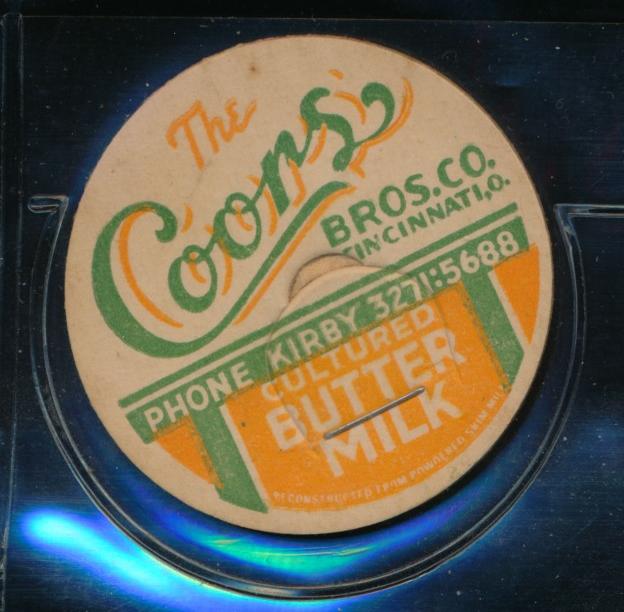 The
Coons
BROS. CO.
CINCINNATI, O.
PHONE KIRBY 3271:5688
CULTURED
BUTTER
MILK
RECONSTRUCTED FROM POWDERED SKIM MILK